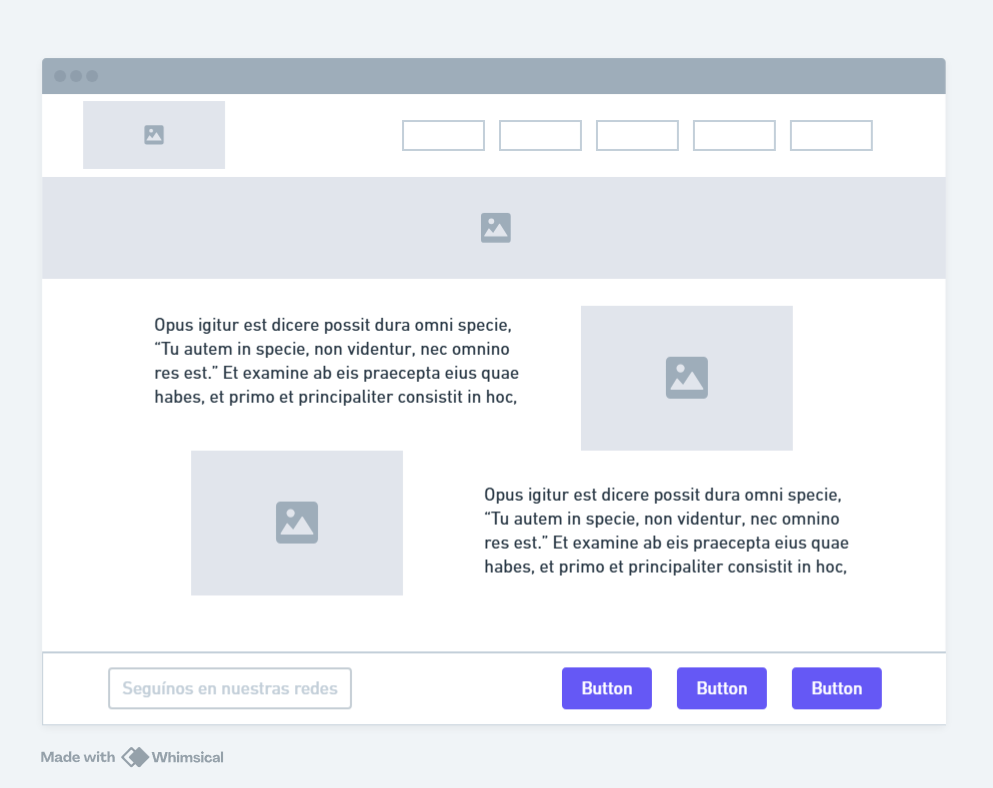 Opus igitur est dicere possit dura omni specie,
“Tu autem in specie, non videntur, nec omnino
res est.” Et examine ab eis praecepta eius quae
habes, et primo et principaliter consistit in hoc,
Opus igitur est dicere possit dura omni specie,
“Tu autem in specie, non videntur, nec omnino
res est.” Et examine ab eis praecepta eius quae
habes, et primo et principaliter consistit in hoc,
Seguínos en nuestras redes
Button
Button
Button
Made with Whimsical